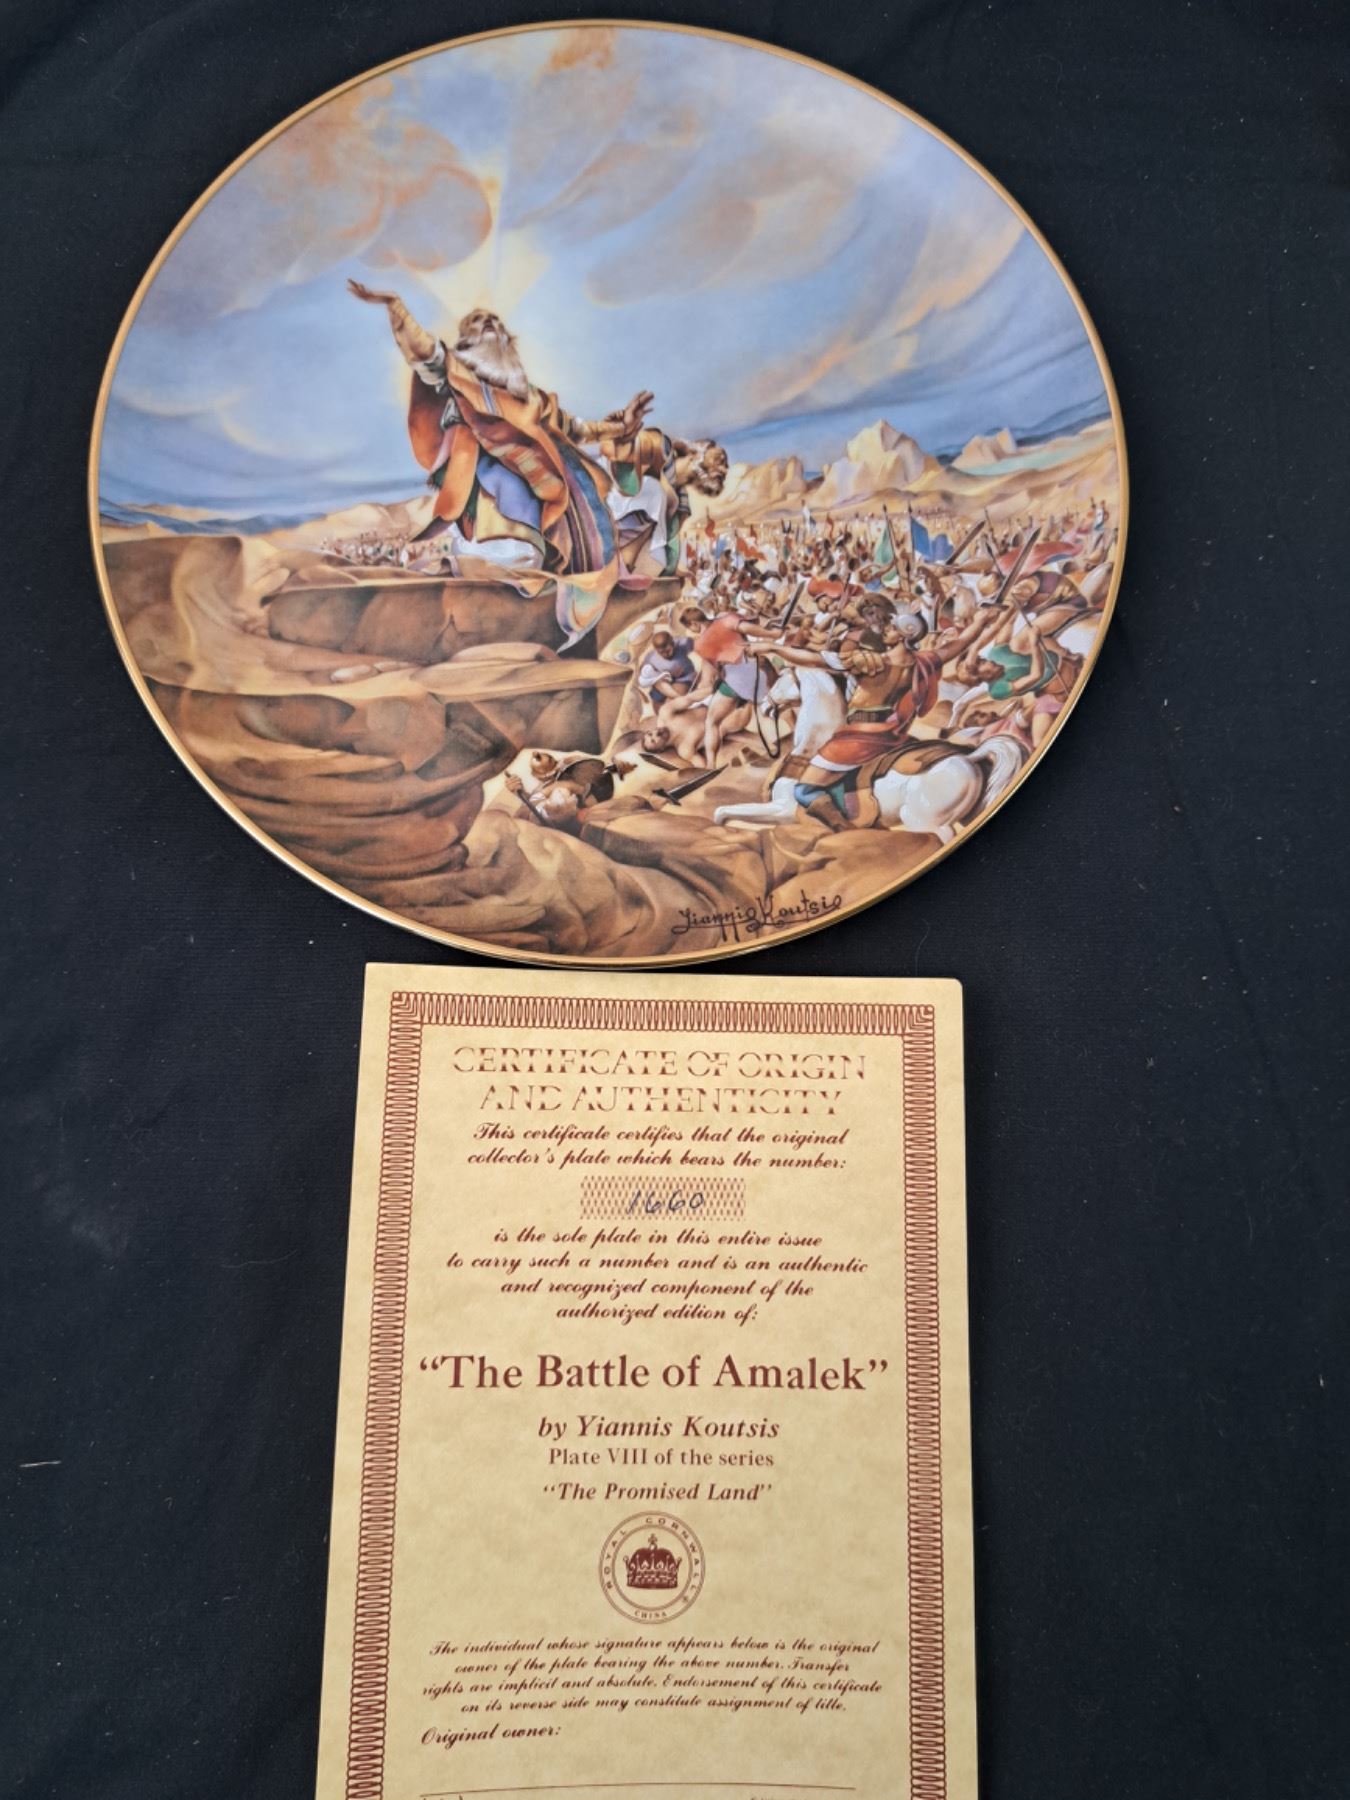 Yiannis Koutsis
CERTIFICATE OF ORIGIN
AND AUTHENTICITY
This certificate certifies that the original
collector's plate which bears the number:
1660
is the sole plate in this entire issue
to carry such a number and is an authentic
and recognized component of the
authorized edition of:
“The Battle of Amalek”
by Yiannis Koutsis
Plate VIII of the series
“The Promised Land”
ROYAL CORNWALL
CHINA
The individual whose signature appears below is the original
owner of the plate bearing the above number. Transfer
rights are implicit and absolute. Endorsement of this certificate
on its reverse side may constitute assignment of title.
Original owner: